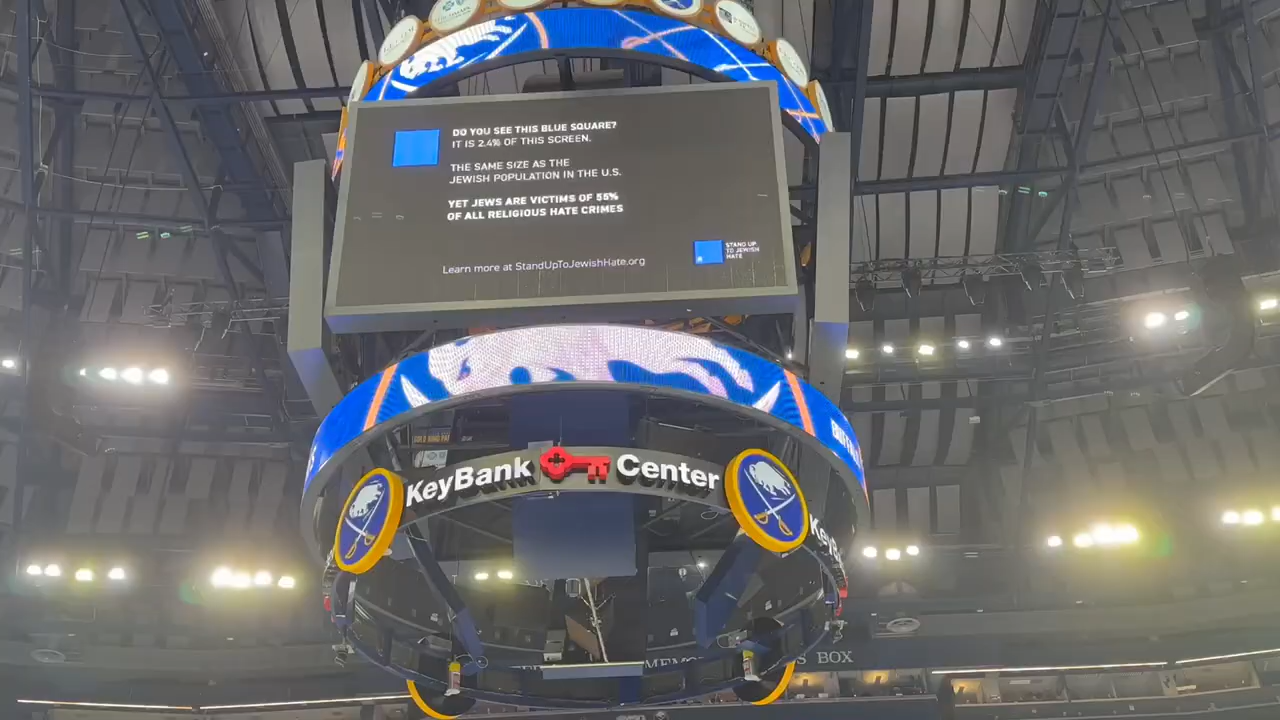 DO YOU SEE THIS BLUE SQUARE?
IT IS 2.4% OF THIS SCREEN.
THE SAME SIZE AS THE
JEWISH POPULATION IN THE U.S.
YET JEWS ARE VICTIMS OF 55%
OF ALL RELIGIOUS HATE CRIMES
STAND UP
TO JEWISH
HATE
Learn more at StandUpToJewishHate.org
KeyBank Center
KeyB
BOX